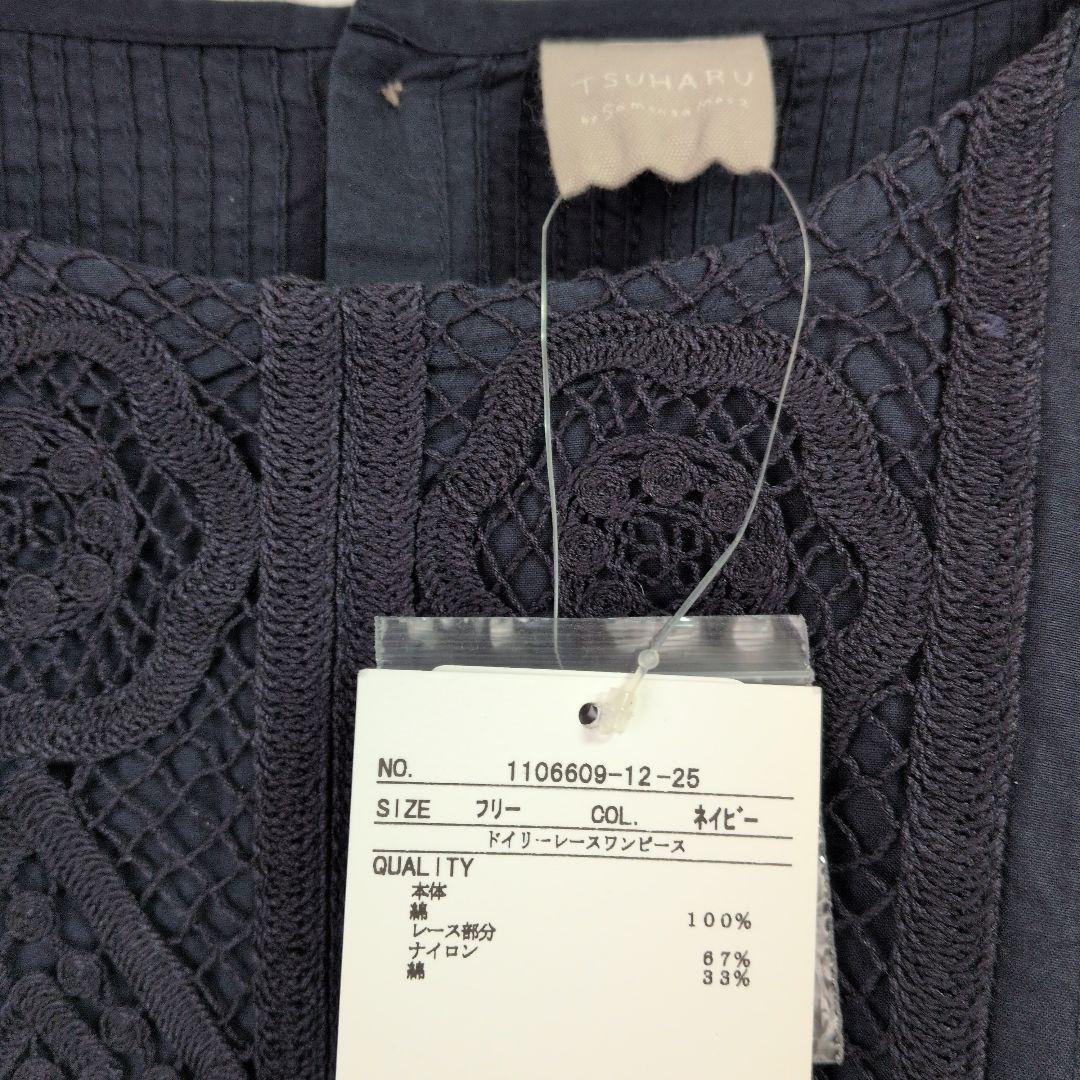 TSUHARU
by Samansa Mos2
NO. 1106609-12-25
SIZE フリー COL. ネイビー
ドイリーレースワンピース
QUALITY
本体
綿 100%
レース部分
ナイロン 67%
綿 33%